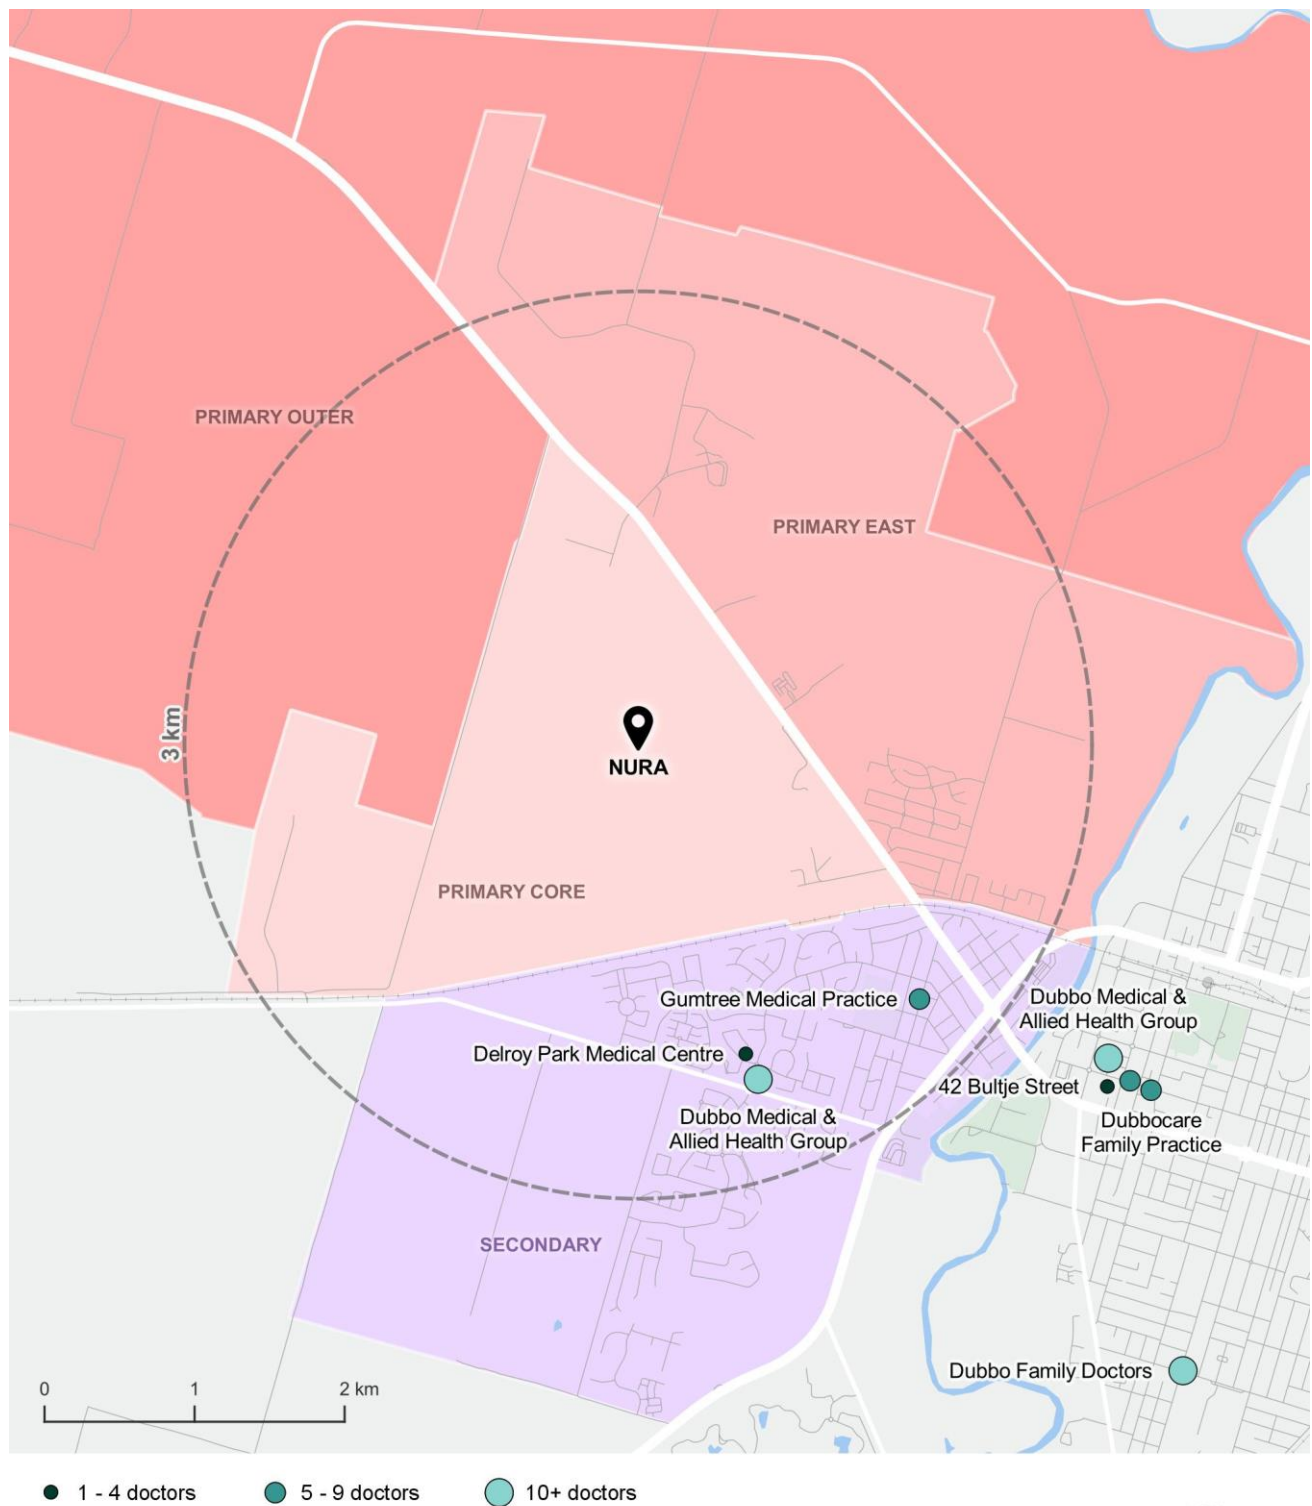 PRIMARY OUTER
PRIMARY EAST
3 km
NURA
PRIMARY CORE
Gumtree Medical Practice
Dubbo Medical &
Allied Health Group
Delroy Park Medical Centre
42 Bultje Street
Dubbo Medical &
Allied Health Group
Dubbocare
Family Practice
SECONDARY
Dubbo Family Doctors
0 1 2 km
1 - 4 doctors
5 - 9 doctors
10+ doctors